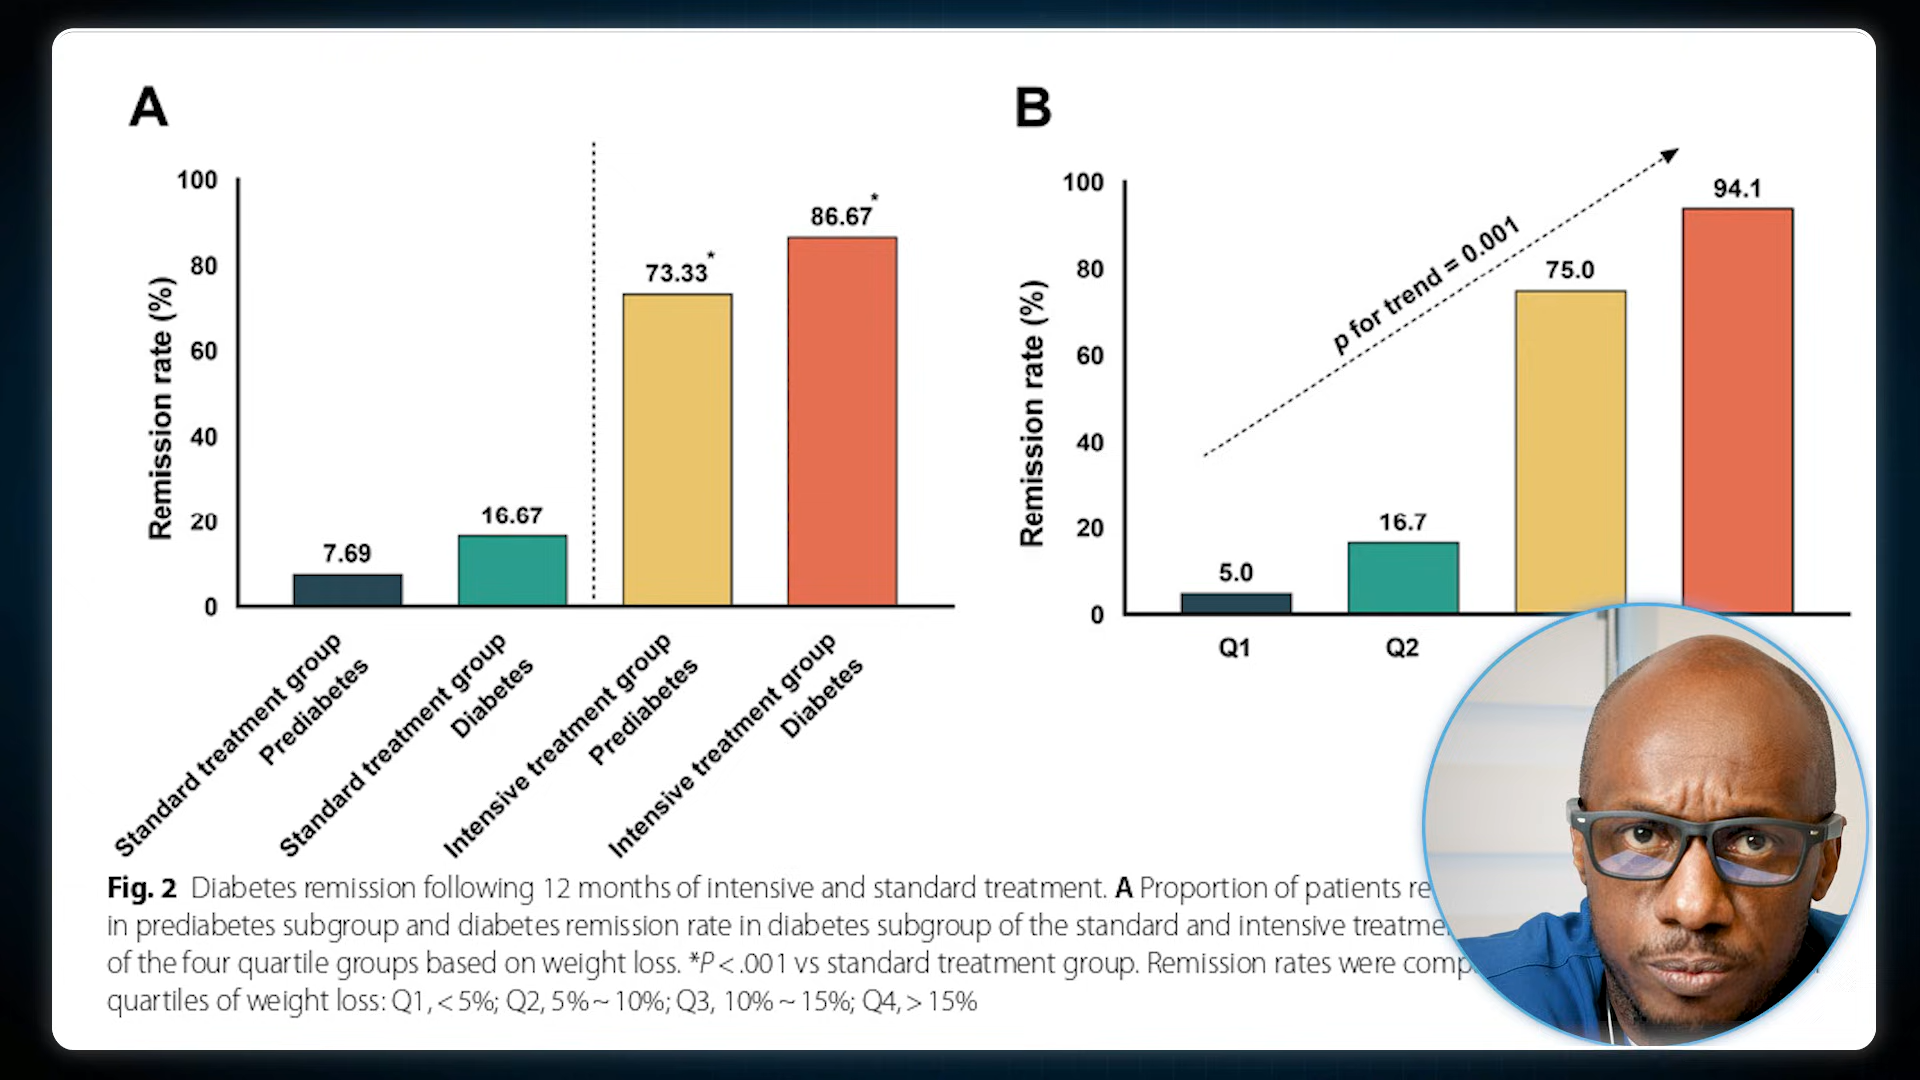 A
100
80
60
40
20
0
Remission rate (%)
7.69
16.67
73.33*
86.67*
Standard treatment group
Prediabetes
Standard treatment group
Diabetes
Intensive treatment group
Prediabetes
Intensive treatment group
Diabetes
B
100
80
60
40
20
0
Remission rate (%)
p for trend = 0.001
5.0
16.7
75.0
94.1
Q1
Q2
Fig. 2 Diabetes remission following 12 months of intensive and standard treatment. A Proportion of patients
in prediabetes subgroup and diabetes remission rate in diabetes subgroup of the standard and intensive
of the four quartile groups based on weight loss. *P < .001 vs standard treatment group. Remission rates were
quartiles of weight loss: Q1, < 5%; Q2, 5% ~ 10%; Q3, 10% ~ 15%; Q4, > 15%